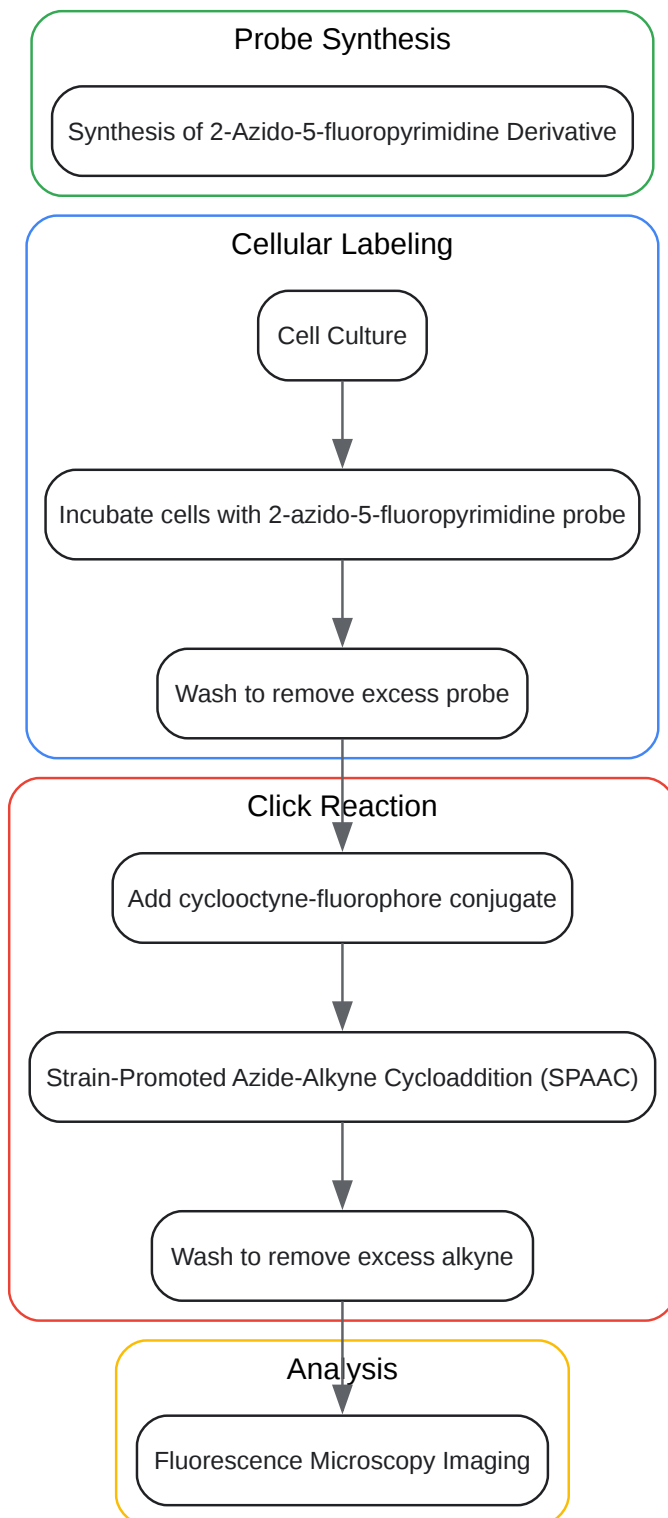 Probe Synthesis
Synthesis of 2-Azido-5-fluoropyrimidine Derivative
Cellular Labeling
Cell Culture
Incubate cells with 2-azido-5-fluoropyrimidine probe
Wash to remove excess probe
Click Reaction
Add cyclooctyne-fluorophore conjugate
Strain-Promoted Azide-Alkyne Cycloaddition (SPAAC)
Wash to remove excess alkyne
Analysis
Fluorescence Microscopy Imaging